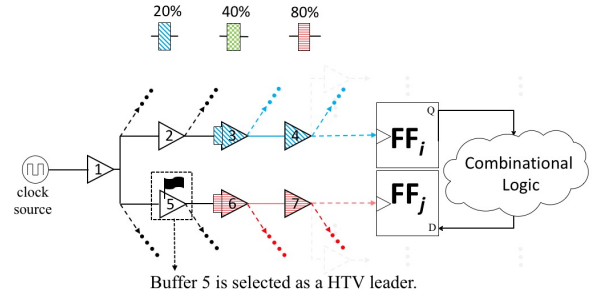 20% 40% 80%
2 3 4
Q
FFi
1
Combinational
Logic
clock
source
5 6 7
FFj
D
Buffer 5 is selected as a HTV leader.